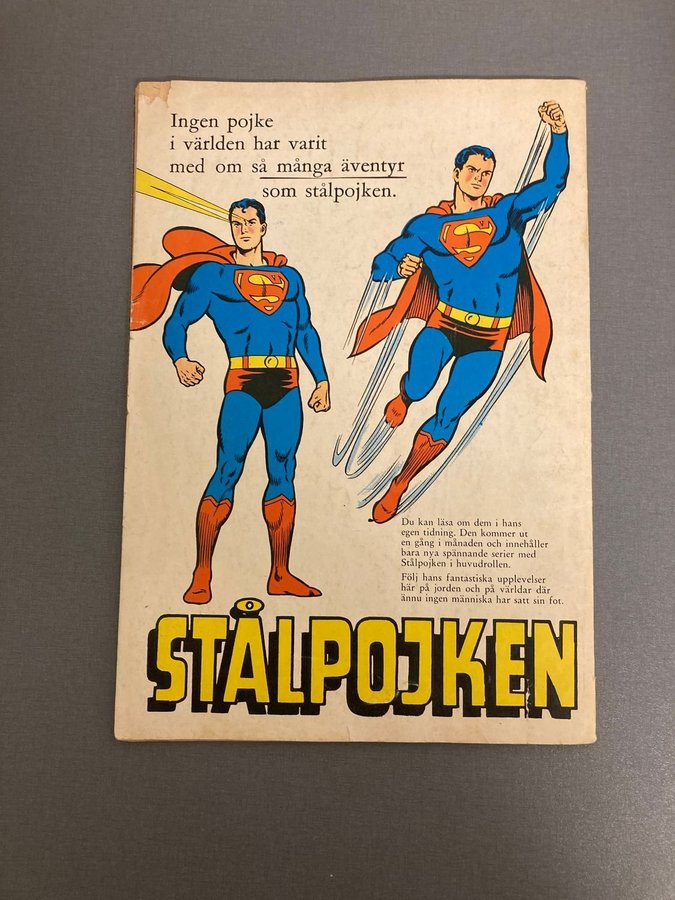 Ingen pojke
i världen har varit
med om så många äventyr
som stålpojken.
S
S
Du kan läsa om dem i hans
egen tidning. Den kommer ut
en gång i månaden och innehåller
bara nya spännande serier med
Stålpojken i huvudrollen.
Följ hans fantastiska upplevelser
här på jorden och på världar där
ännu ingen människa har satt sin fot.
STÅLPOJKEN